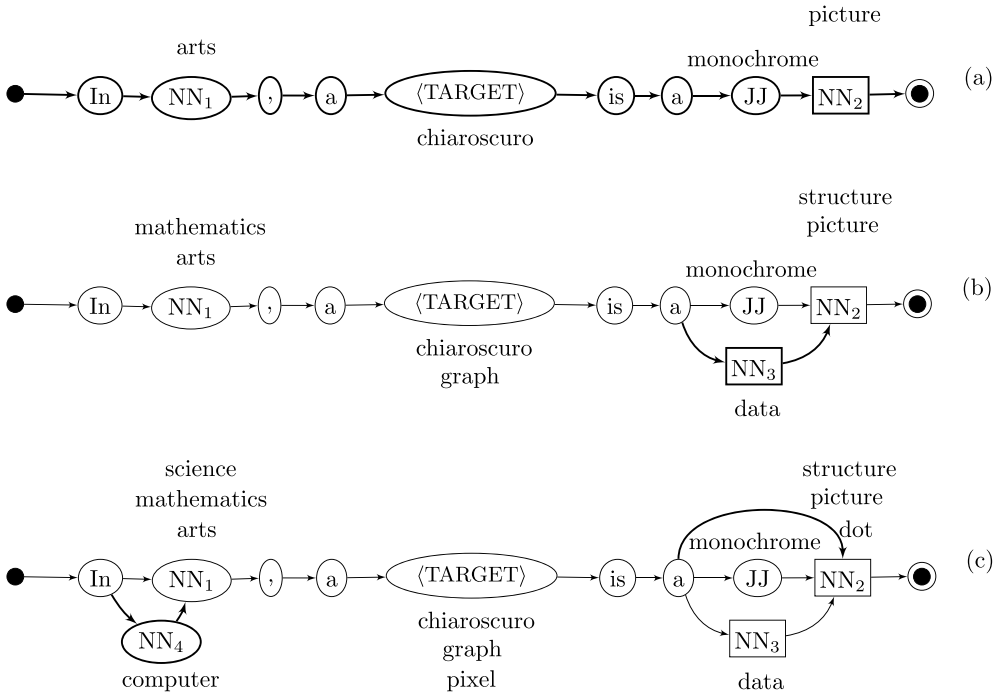 picture
arts
monochrome
In NN₁ , a ⟨TARGET⟩ is a JJ NN₂ (a)
chiaroscuro
structure
mathematics picture
arts
monochrome
In NN₁ , a ⟨TARGET⟩ is a JJ NN₂ (b)
chiaroscuro
graph
NN₃
data
science structure
mathematics picture
arts dot
monochrome
In NN₁ , a ⟨TARGET⟩ is a JJ NN₂ (c)
chiaroscuro
NN₄ graph NN₃
computer pixel data